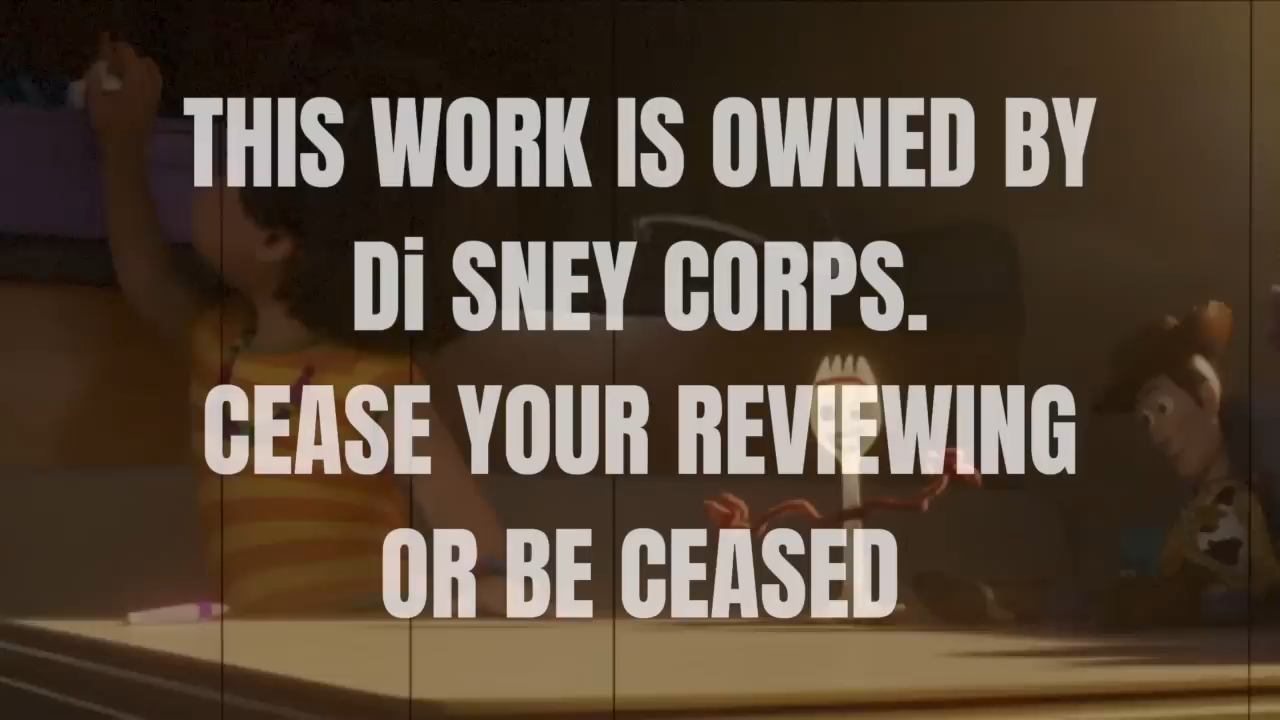 THIS WORK IS OWNED BY
Di SNEY CORPS.
CEASE YOUR REVIEWING
OR BE CEASED